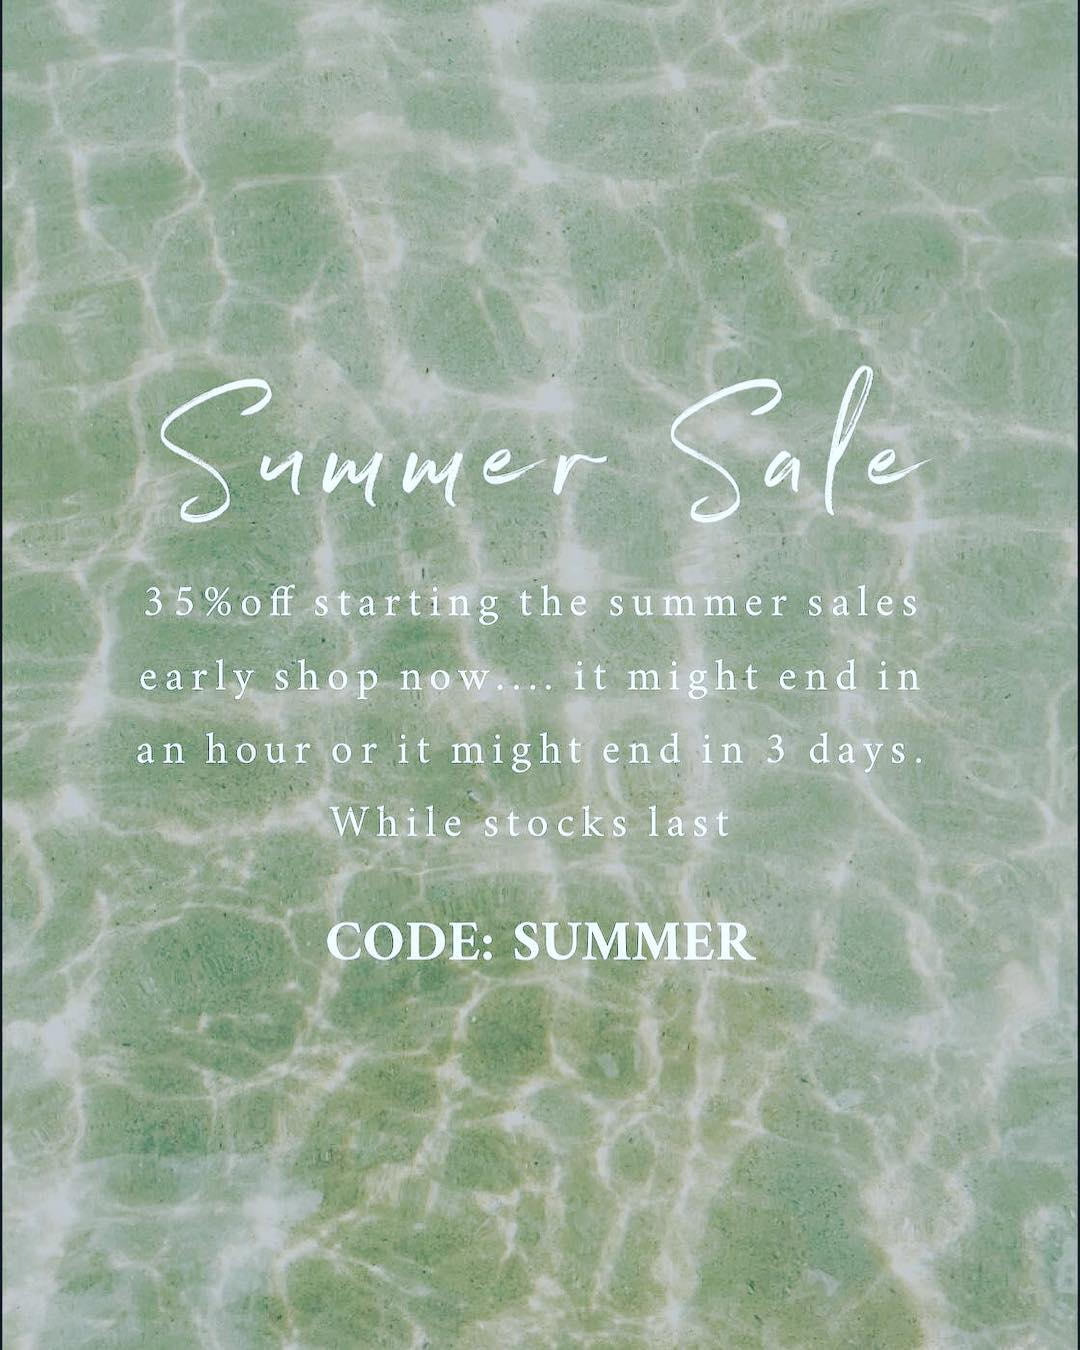 Summer Sale
35%off starting the summer sales
early shop now.... it might end in
an hour or it might end in 3 days.
While stocks last
CODE: SUMMER